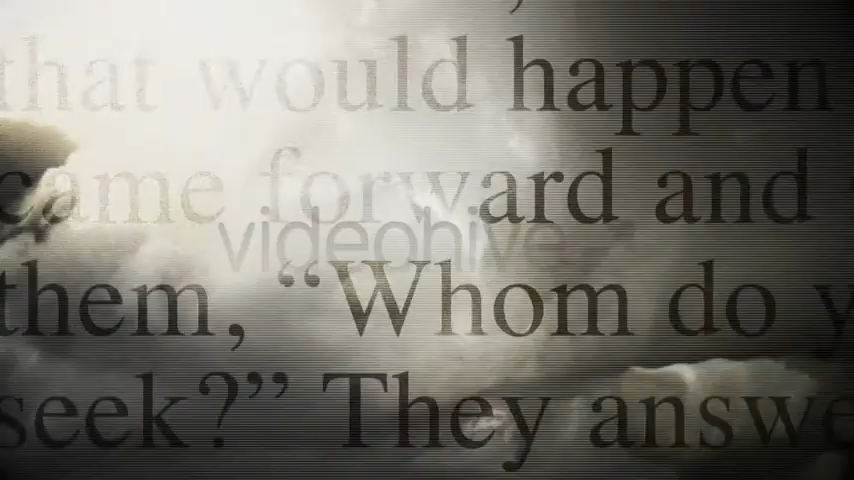 that would happen
came forward and
videohive
them, “Whom do y
seek?” They answe